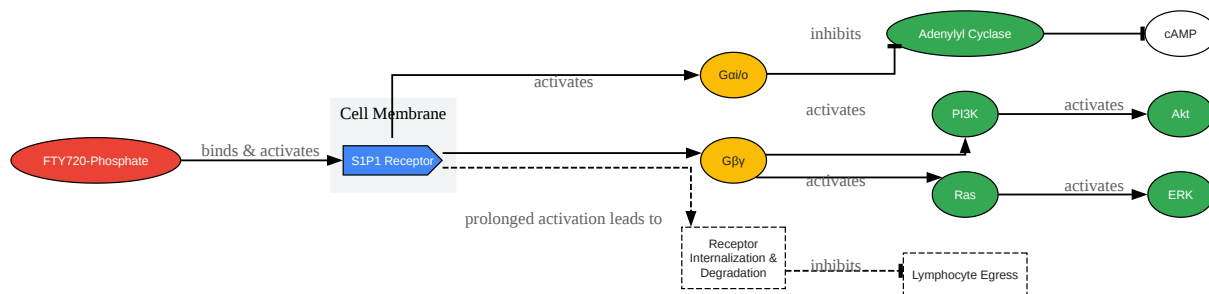 inhibits
Adenylyl Cyclase
cAMP
activates
Gαi/o
Cell Membrane
activates
PI3K
activates
Akt
FTY720-Phosphate
binds & activates
S1P1 Receptor
Gβγ
activates
Ras
activates
ERK
prolonged activation leads to
Receptor
Internalization &
Degradation
inhibits
Lymphocyte Egress